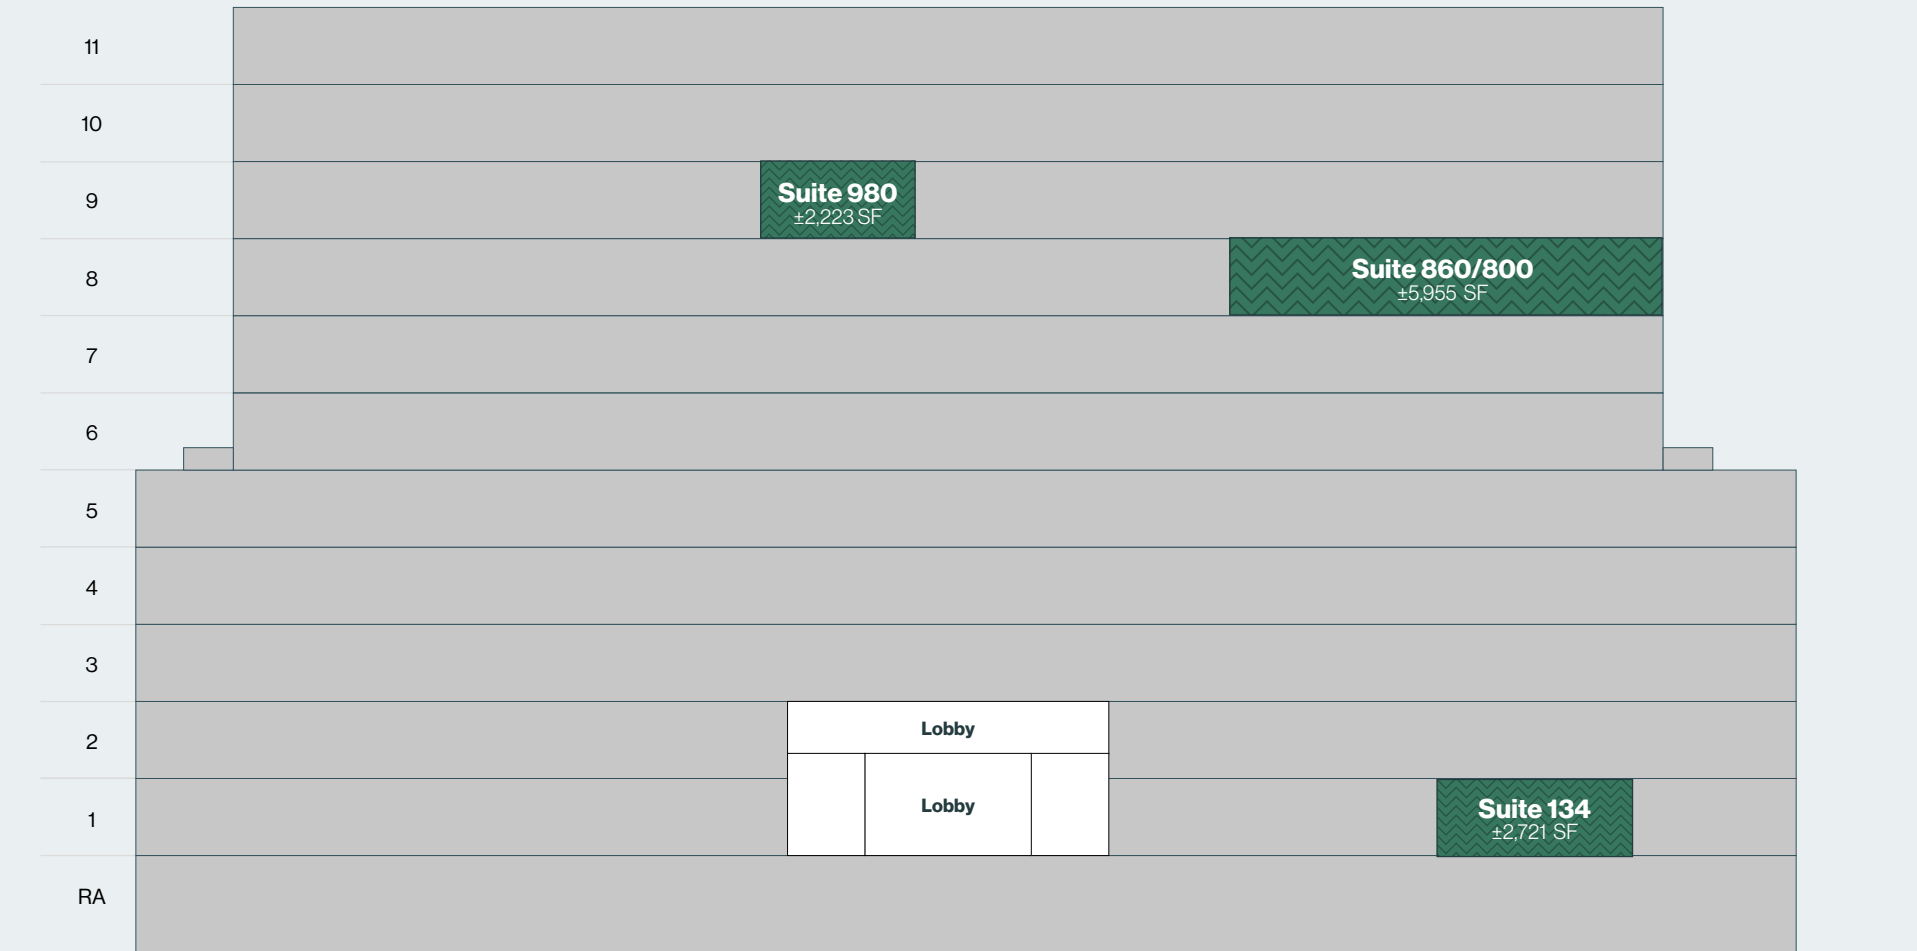 11
10
9
Suite 980
±2,223 SF
8
Suite 860/800
±5,955 SF
7
6
5
4
3
2
Lobby
1
Lobby
Suite 134
±2,721 SF
RA